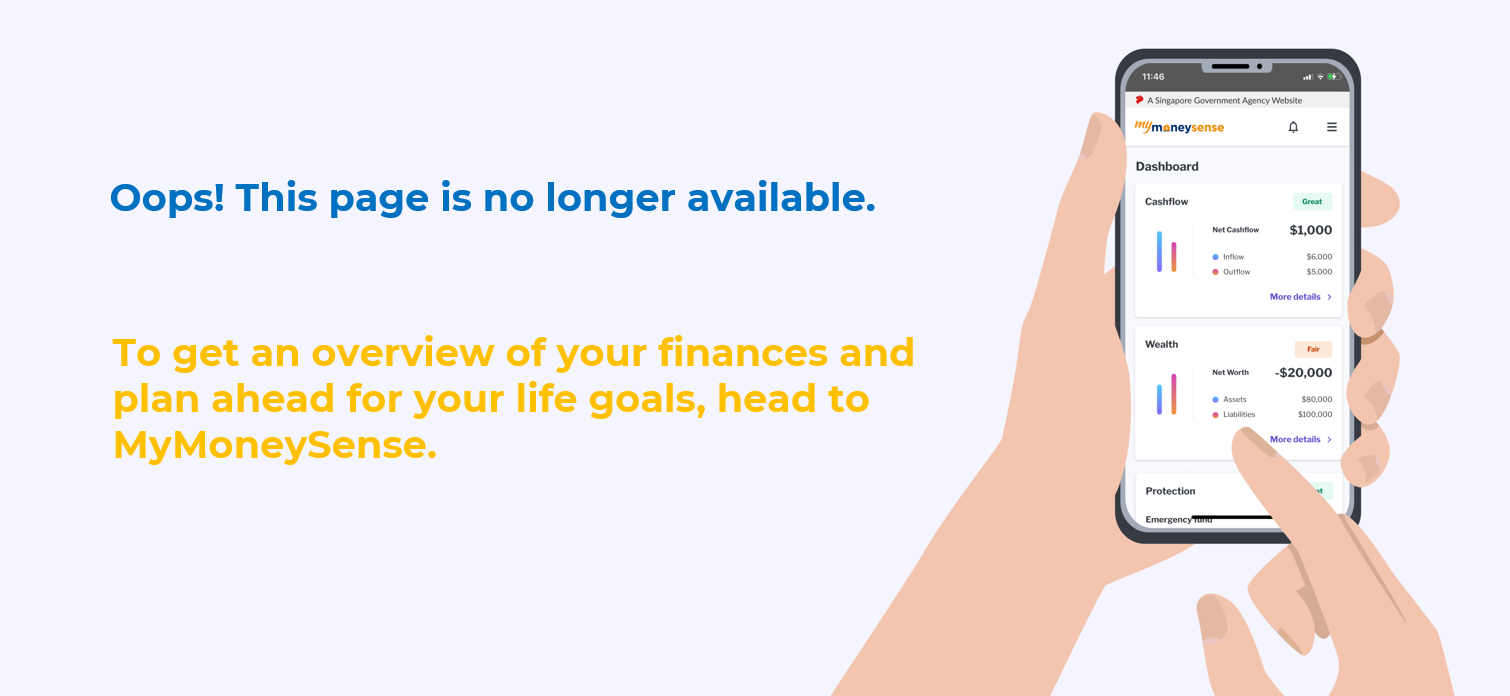 Oops! This page is no longer available.
To get an overview of your finances and
plan ahead for your life goals, head to
MyMoneySense.
11:46
A Singapore Government Agency Website
mymoneysense
Dashboard
Cashflow Great
Net Cashflow $1,000
Inflow $6,000
Outflow $5,000
More details
Wealth Fair
Net Worth -$20,000
Assets $80,000
Liabilities $100,000
More details
Protection
Emergency fund